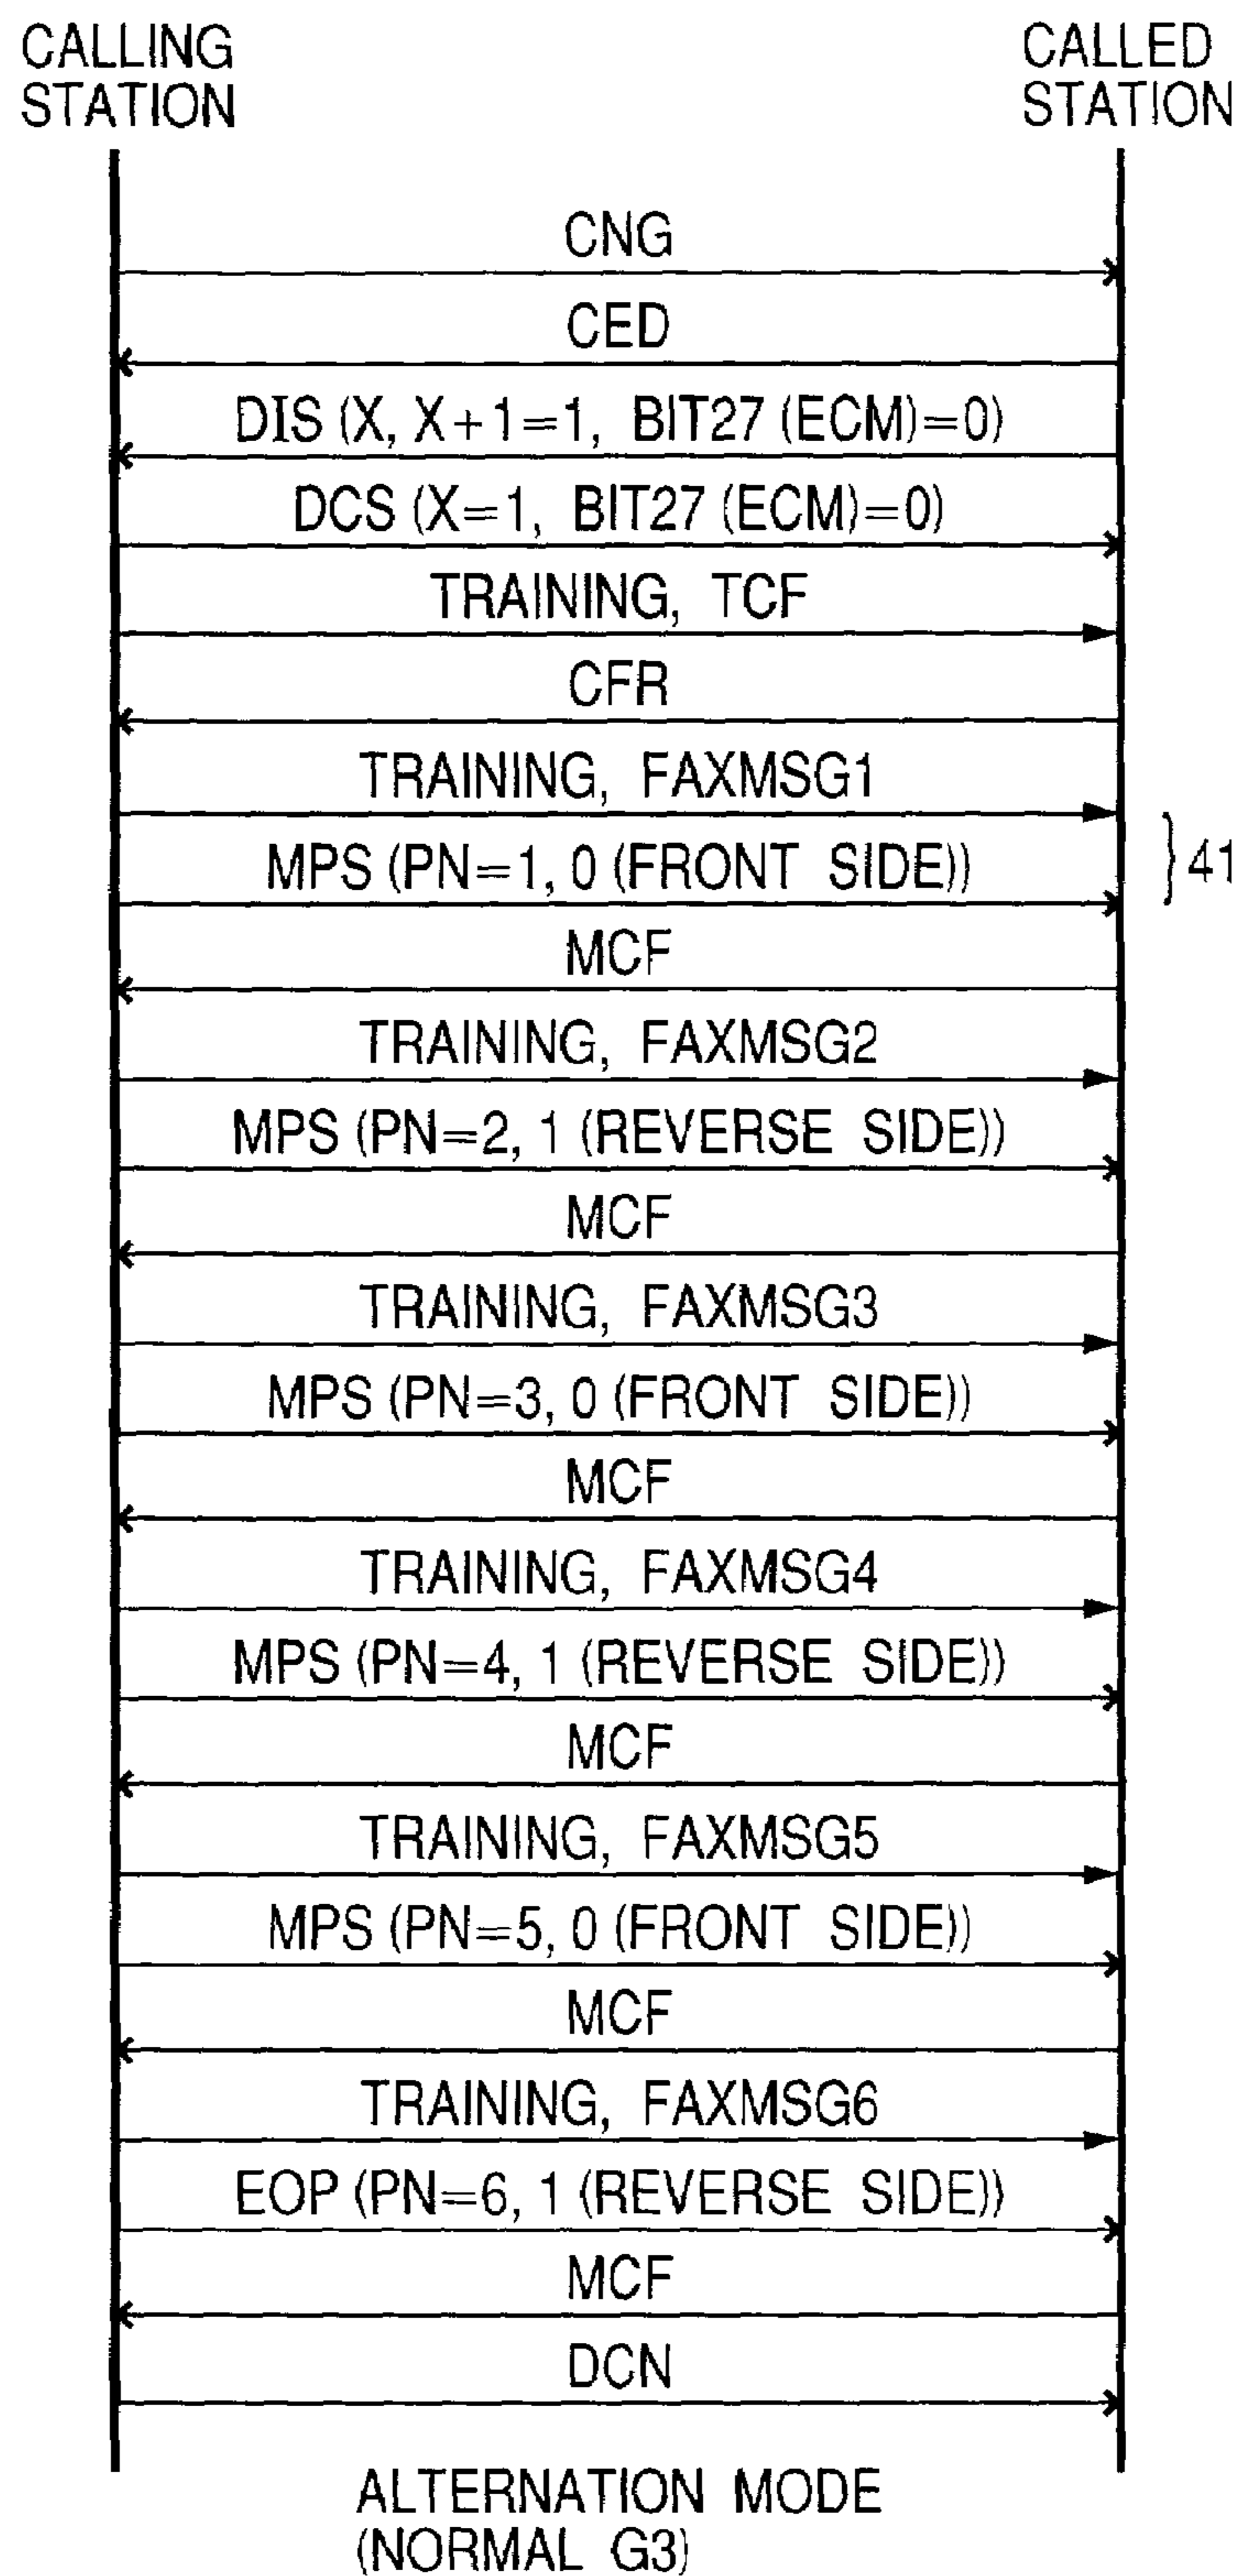 CALLING
STATION
CALLED
STATION
CNG
CED
DIS (X, X+1=1, BIT27 (ECM)=0)
DCS (X=1, BIT27 (ECM)=0)
TRAINING, TCF
CFR
TRAINING, FAXMSG1
MPS (PN=1, 0 (FRONT SIDE))
}41
MCF
TRAINING, FAXMSG2
MPS (PN=2, 1 (REVERSE SIDE))
MCF
TRAINING, FAXMSG3
MPS (PN=3, 0 (FRONT SIDE))
MCF
TRAINING, FAXMSG4
MPS (PN=4, 1 (REVERSE SIDE))
MCF
TRAINING, FAXMSG5
MPS (PN=5, 0 (FRONT SIDE))
MCF
TRAINING, FAXMSG6
EOP (PN=6, 1 (REVERSE SIDE))
MCF
DCN
ALTERNATION MODE
(NORMAL G3)